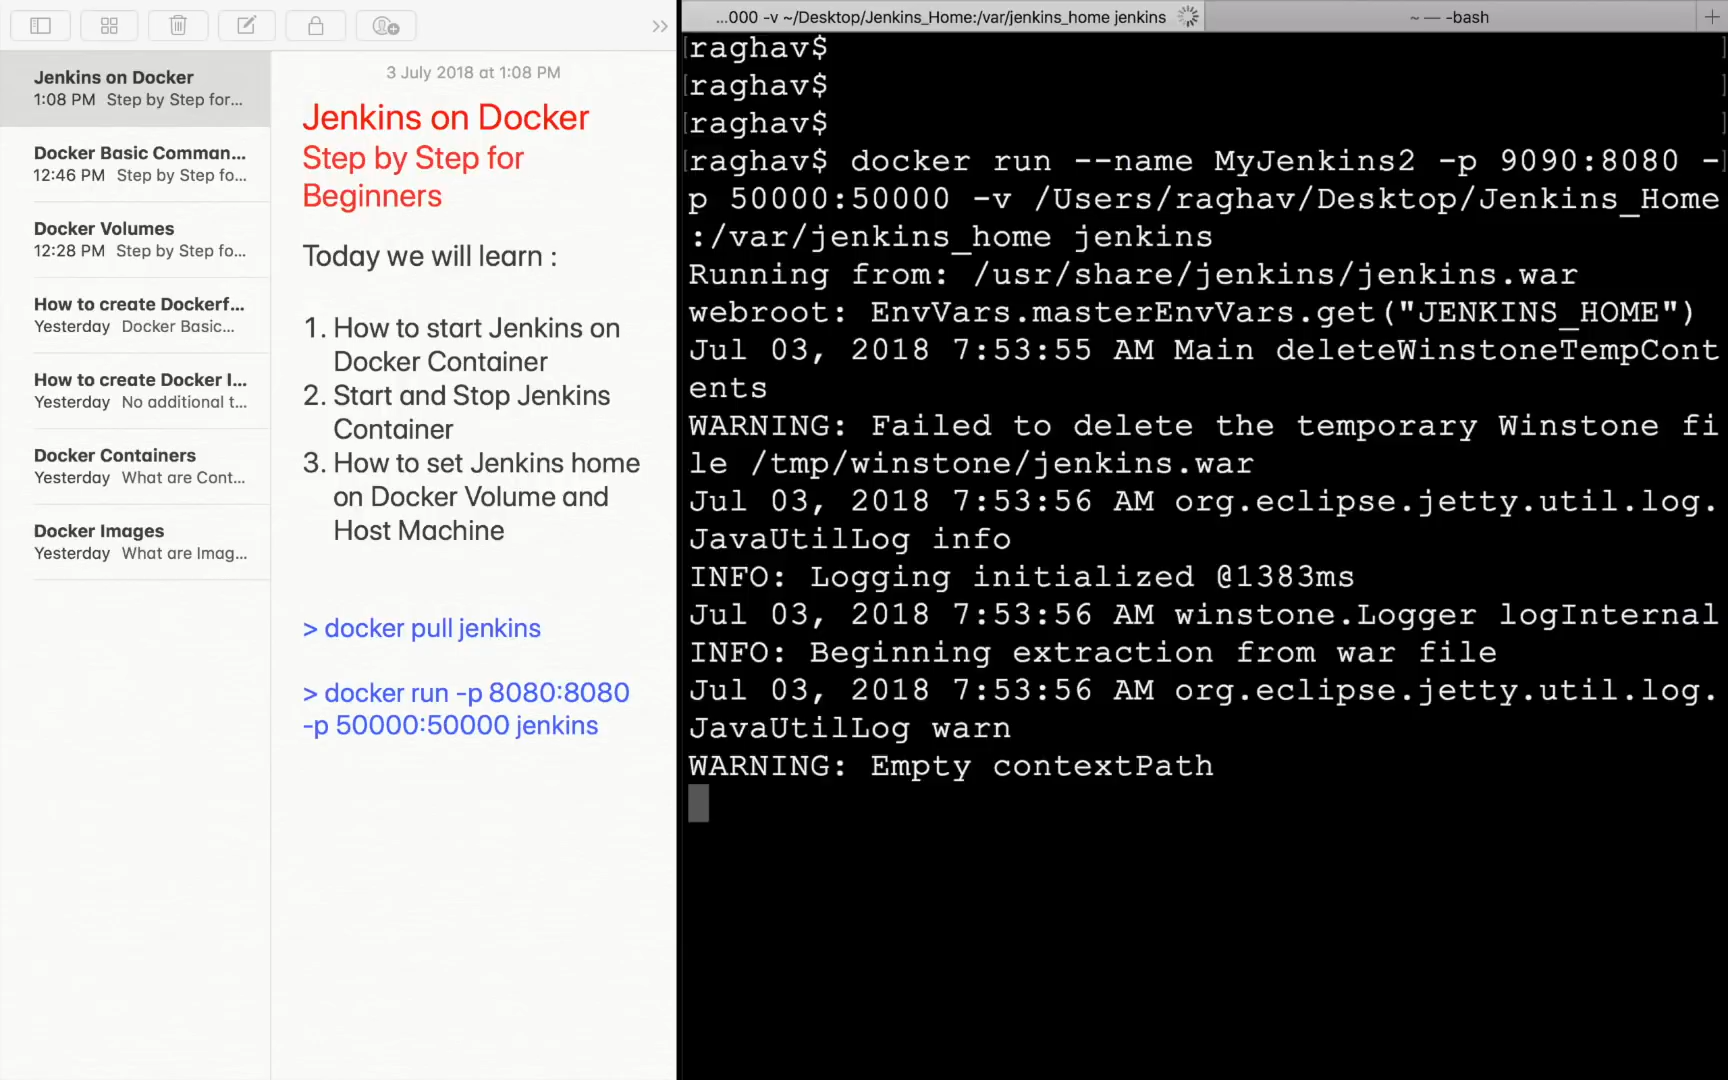 Jenkins on Docker
1:08 PM Step by Step for...
Docker Basic Comman...
12:46 PM Step by Step fo...
Docker Volumes
12:28 PM Step by Step fo...
How to create Dockerf...
Yesterday Docker Basic...
How to create Docker I...
Yesterday No additional t...
Docker Containers
Yesterday What are Cont...
Docker Images
Yesterday What are Imag...
3 July 2018 at 1:08 PM
Jenkins on Docker
Step by Step for
Beginners
Today we will learn :
1. How to start Jenkins on
Docker Container
2. Start and Stop Jenkins
Container
3. How to set Jenkins home
on Docker Volume and
Host Machine
> docker pull jenkins
> docker run -p 8080:8080
-p 50000:50000 jenkins
...000 -v ~/Desktop/Jenkins_Home:/var/jenkins_home jenkins
~ — -bash
[raghav$ ]
[raghav$ ]
[raghav$ ]
[raghav$ docker run --name MyJenkins2 -p 9090:8080 -]
p 50000:50000 -v /Users/raghav/Desktop/Jenkins_Home
:/var/jenkins_home jenkins
Running from: /usr/share/jenkins/jenkins.war
webroot: EnvVars.masterEnvVars.get("JENKINS_HOME")
Jul 03, 2018 7:53:55 AM Main deleteWinstoneTempCont
ents
WARNING: Failed to delete the temporary Winstone fi
le /tmp/winstone/jenkins.war
Jul 03, 2018 7:53:56 AM org.eclipse.jetty.util.log.
JavaUtilLog info
INFO: Logging initialized @1383ms
Jul 03, 2018 7:53:56 AM winstone.Logger logInternal
INFO: Beginning extraction from war file
Jul 03, 2018 7:53:56 AM org.eclipse.jetty.util.log.
JavaUtilLog warn
WARNING: Empty contextPath